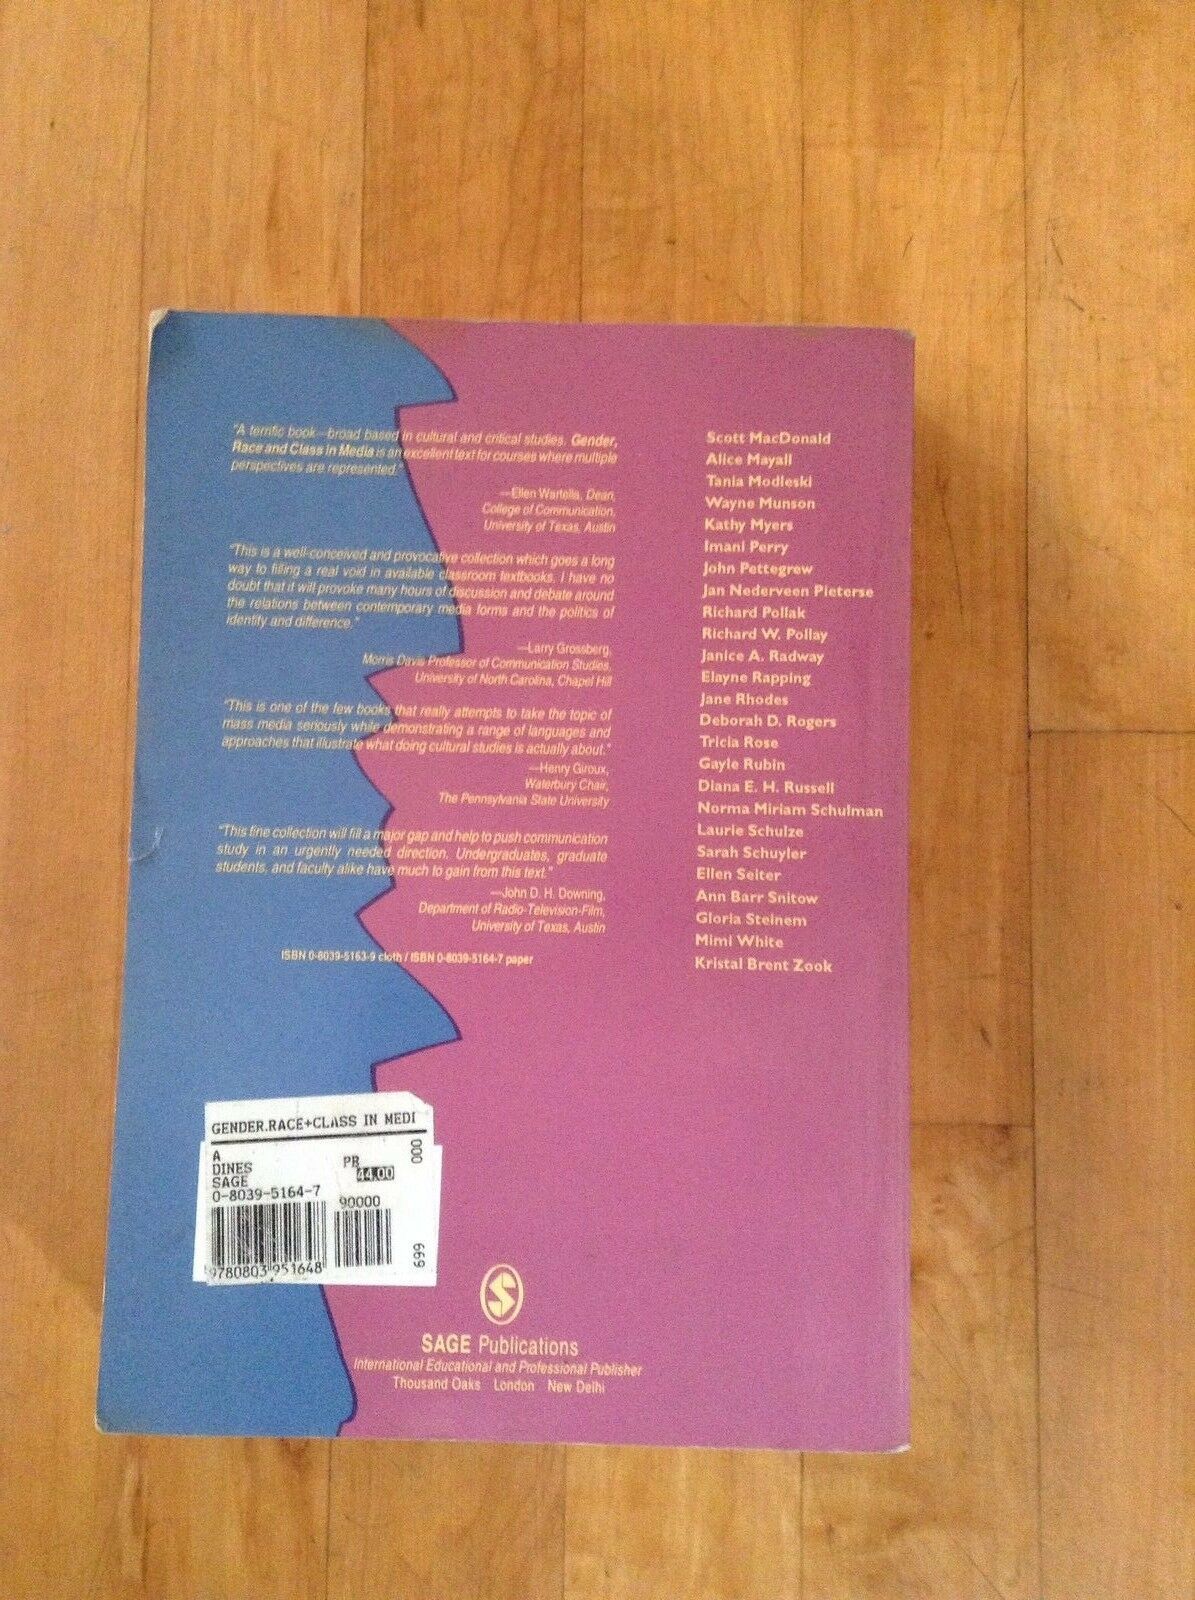 "A terrific book—broad based in cultural and critical studies. Gender,
Race and Class in Media is an excellent text for courses where multiple
perspectives are represented."
—Ellen Wartella, Dean,
College of Communication,
University of Texas, Austin
"This is a well-conceived and provocative collection which goes a long
way to filling a real void in available classroom textbooks. I have no
doubt that it will provoke many hours of discussion and debate around
the relations between contemporary media forms and the politics of
identity and difference."
—Larry Grossberg,
Morris Davis Professor of Communication Studies,
University of North Carolina, Chapel Hill
"This is one of the few books that really attempts to take the topic of
mass media seriously while demonstrating a range of languages and
approaches that illustrate what doing cultural studies is actually about."
—Henry Giroux,
Waterbury Chair,
The Pennsylvania State University
"This fine collection will fill a major gap and help to push communication
study in an urgently needed direction. Undergraduates, graduate
students, and faculty alike have much to gain from this text."
—John D. H. Downing,
Department of Radio-Television-Film,
University of Texas, Austin
ISBN 0-8039-5163-9 cloth / ISBN 0-8039-5164-7 paper
Scott MacDonald
Alice Mayall
Tania Modleski
Wayne Munson
Kathy Myers
Imani Perry
John Pettegrew
Jan Nederveen Pieterse
Richard Pollak
Richard W. Pollay
Janice A. Radway
Elayne Rapping
Jane Rhodes
Deborah D. Rogers
Tricia Rose
Gayle Rubin
Diana E. H. Russell
Norma Miriam Schulman
Laurie Schulze
Sarah Schuyler
Ellen Seiter
Ann Barr Snitow
Gloria Steinem
Mimi White
Kristal Brent Zook
GENDER.RACE+CLASS IN MEDI
A PR 000
DINES 44.00
SAGE
0-8039-5164-7
90000
699
9780803951648
S
SAGE Publications
International Educational and Professional Publisher
Thousand Oaks London New Delhi